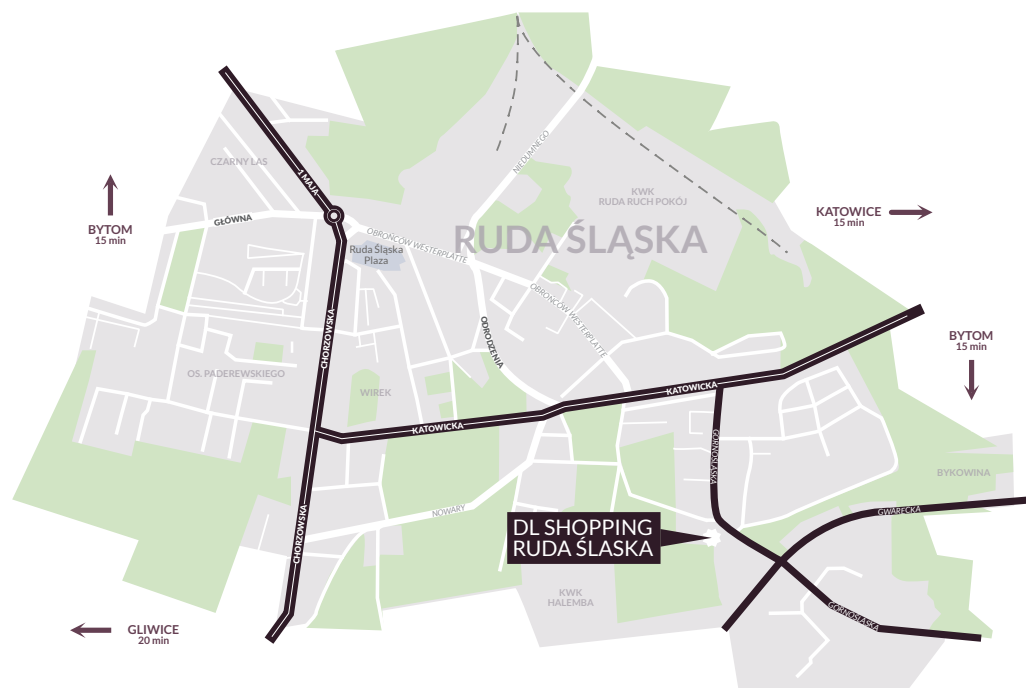 1 MAJA
CZARNY LAS
NIEDUMNEGO
KWK
RUDA RUCH POKÓJ
BYTOM
15 min
GŁÓWNA
KATOWICE
15 min
OBROŃCÓW WESTERPLATTE
RUDA ŚLĄSKA
Ruda Śląska
Plaza
OBROŃCÓW WESTERPLATTE
CHORZOWSKA
ODRODZENIA
BYTOM
15 min
OS. PADEREWSKIEGO
WIREK
KATOWICKA
KATOWICKA
GÓRNOŚLĄSKA
BYKOWINA
NOWARY
GWARECKA
CHORZOWSKA
DL SHOPPING
RUDA ŚLASKA
KWK
HALEMBA
GÓRNOŚLĄSKA
GLIWICE
20 min